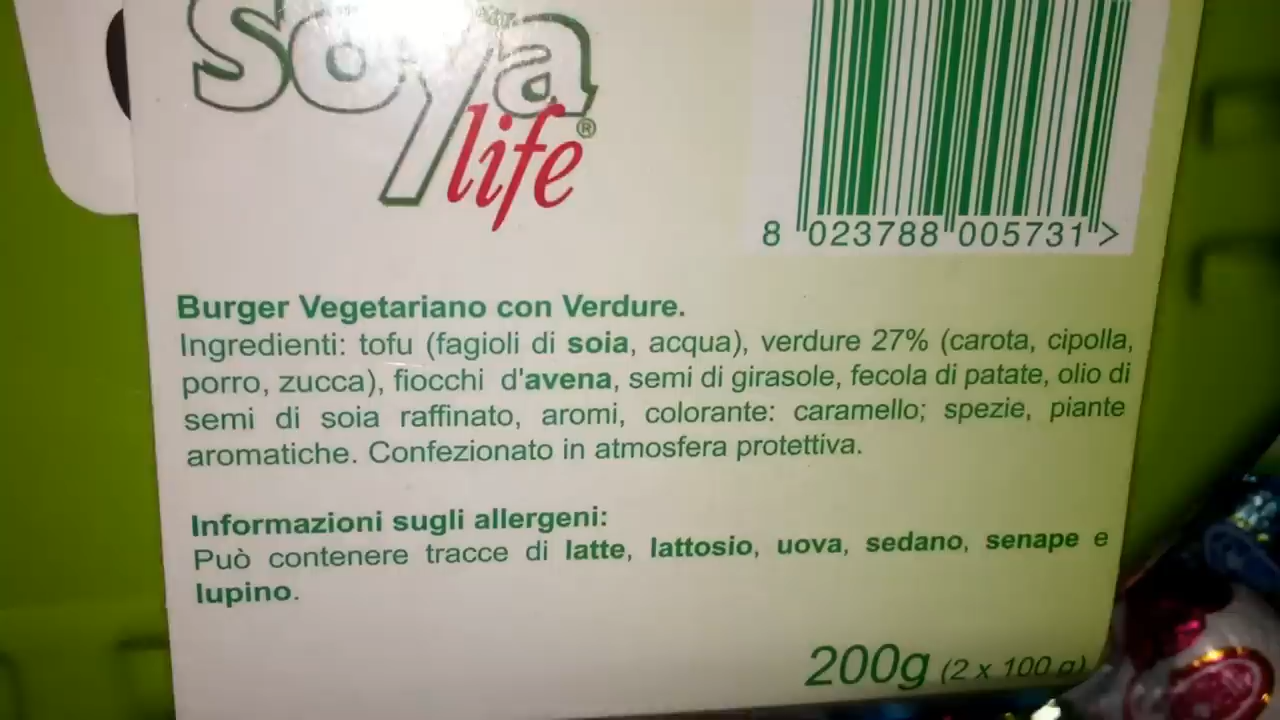 Soya
life®
8 023788 005731 >
Burger Vegetariano con Verdure.
Ingredienti: tofu (fagioli di soia, acqua), verdure 27% (carota, cipolla,
porro, zucca), fiocchi d'avena, semi di girasole, fecola di patate, olio di
semi di soia raffinato, aromi, colorante: caramello; spezie, piante
aromatiche. Confezionato in atmosfera protettiva.
Informazioni sugli allergeni:
Può contenere tracce di latte, lattosio, uova, sedano, senape e
lupino.
200g (2 x 100 g)